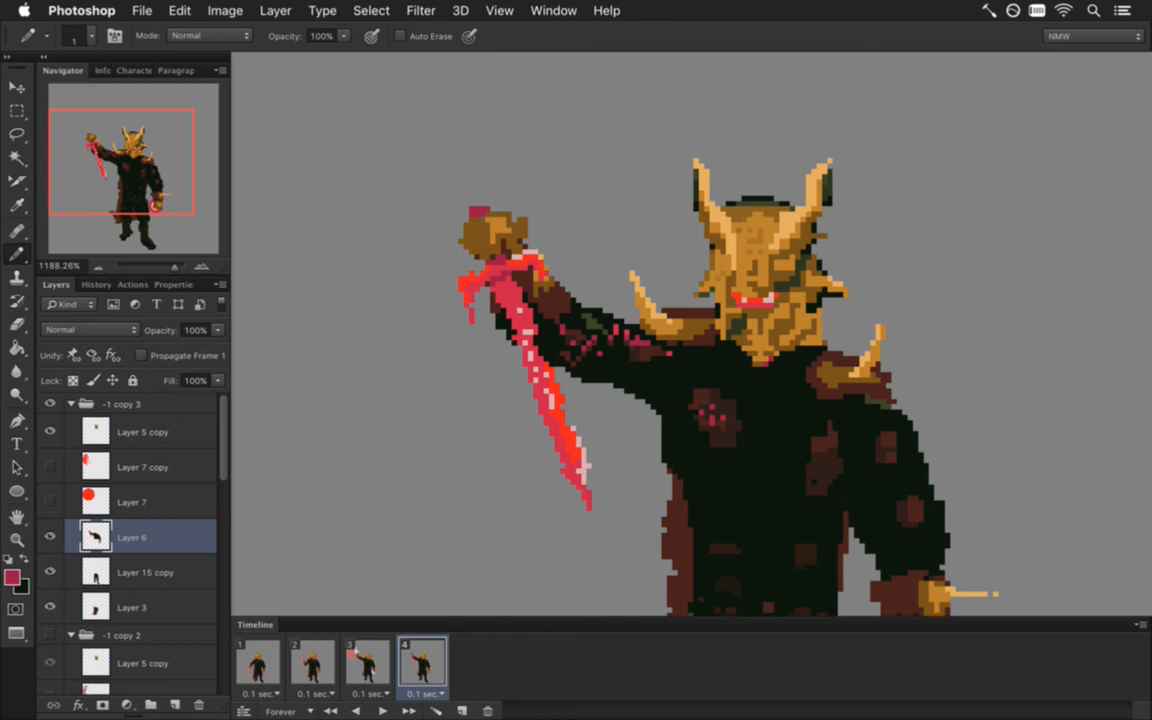 Photoshop File Edit Image Layer Type Select Filter 3D View Window Help
1 Mode: Normal Opacity: 100% Auto Erase NMW
Navigator Info Characte Paragrap
1188.26%
Layers Histor Actions Propertie
Kind
Normal Opacity: 100%
Unify: Propagate Frame 1
Lock: Fill: 100%
-1 copy 3
Layer 5 copy
Layer 7 copy
Layer 7
Layer 6
Layer 15 copy
Layer 3
-1 copy 2
Layer 5 copy
Timeline
1 2 3 4
0.1 sec. 0.1 sec. 0.1 sec. 0.1 sec.
Forever